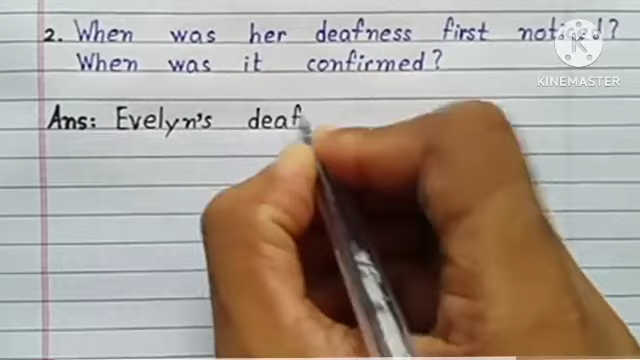 2. When was her deafness first noticed?
When was it confirmed?
KINEMASTER
Ans: Evelyn's deaf